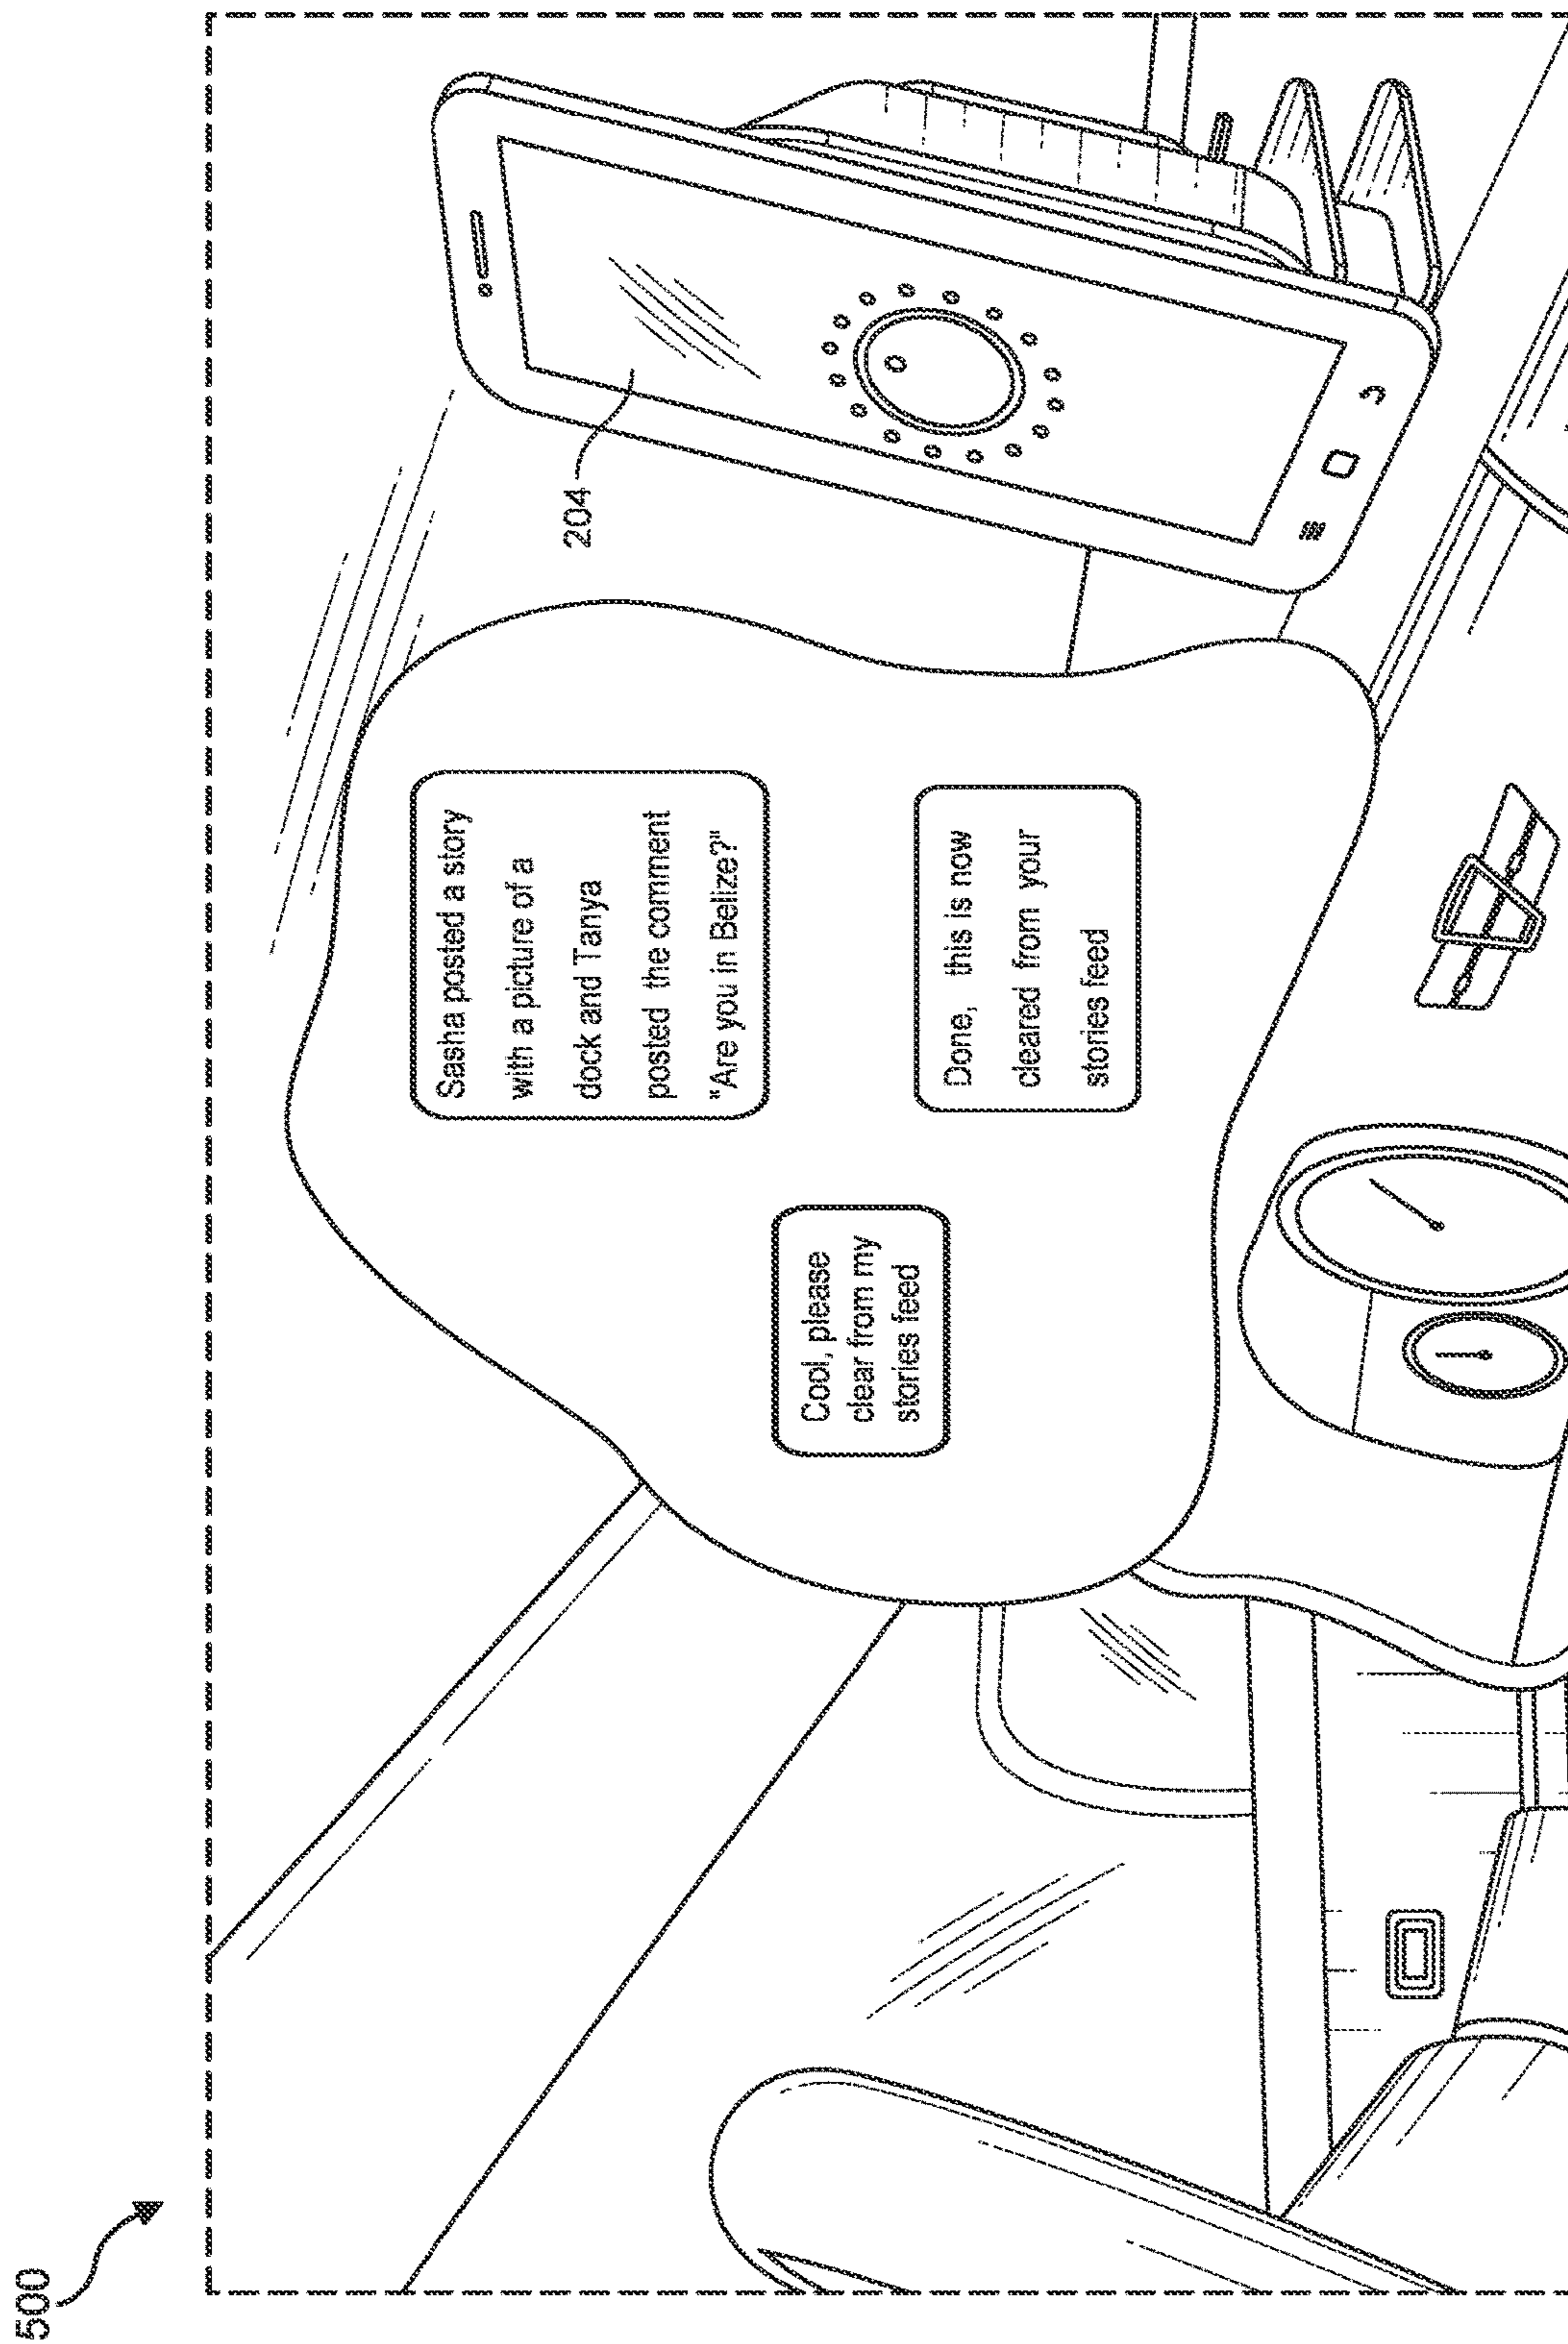 500
204
Sasha posted a story
with a picture of a
dock and Tanya
posted the comment
"Are you in Belize?"
Cool, please
clear from my
stories feed
Done, this is now
cleared from your
stories feed